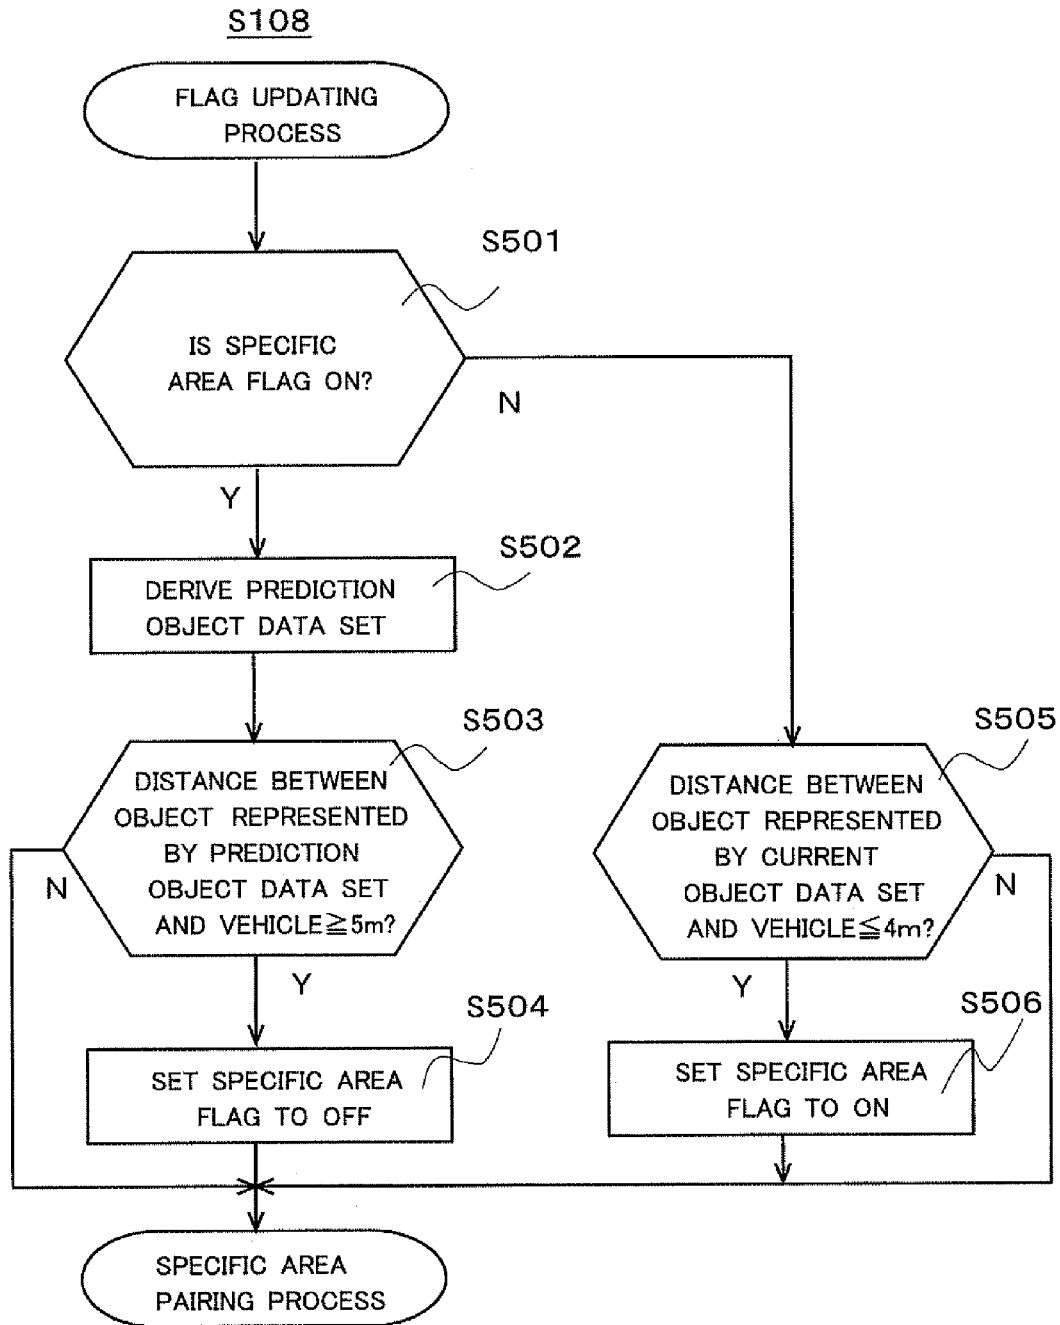 S108
FLAG UPDATING
PROCESS
S501
IS SPECIFIC
AREA FLAG ON?
N
Y
S502
DERIVE PREDICTION
OBJECT DATA SET
S503
DISTANCE BETWEEN
OBJECT REPRESENTED
BY PREDICTION
OBJECT DATA SET
AND VEHICLE≧5m?
N
Y
S505
DISTANCE BETWEEN
OBJECT REPRESENTED
BY CURRENT
OBJECT DATA SET
AND VEHICLE≦4m?
N
Y
S504
SET SPECIFIC AREA
FLAG TO OFF
S506
SET SPECIFIC AREA
FLAG TO ON
SPECIFIC AREA
PAIRING PROCESS